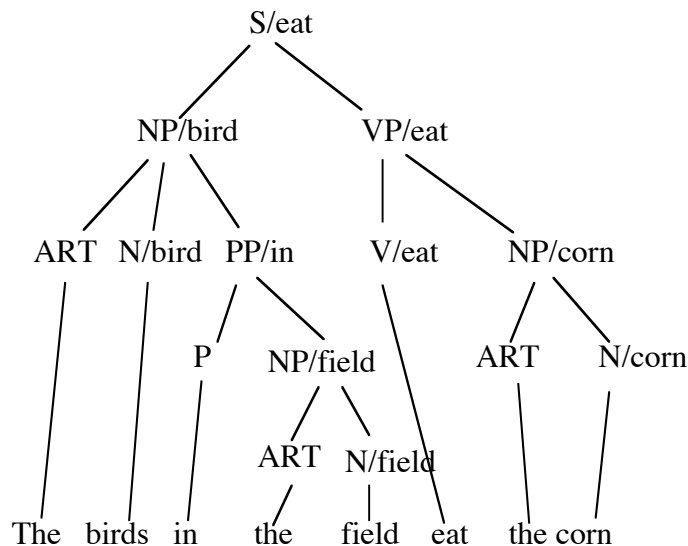 S/eat
NP/bird VP/eat
ART N/bird PP/in V/eat NP/corn
P NP/field ART N/corn
ART N/field
The birds in the field eat the corn